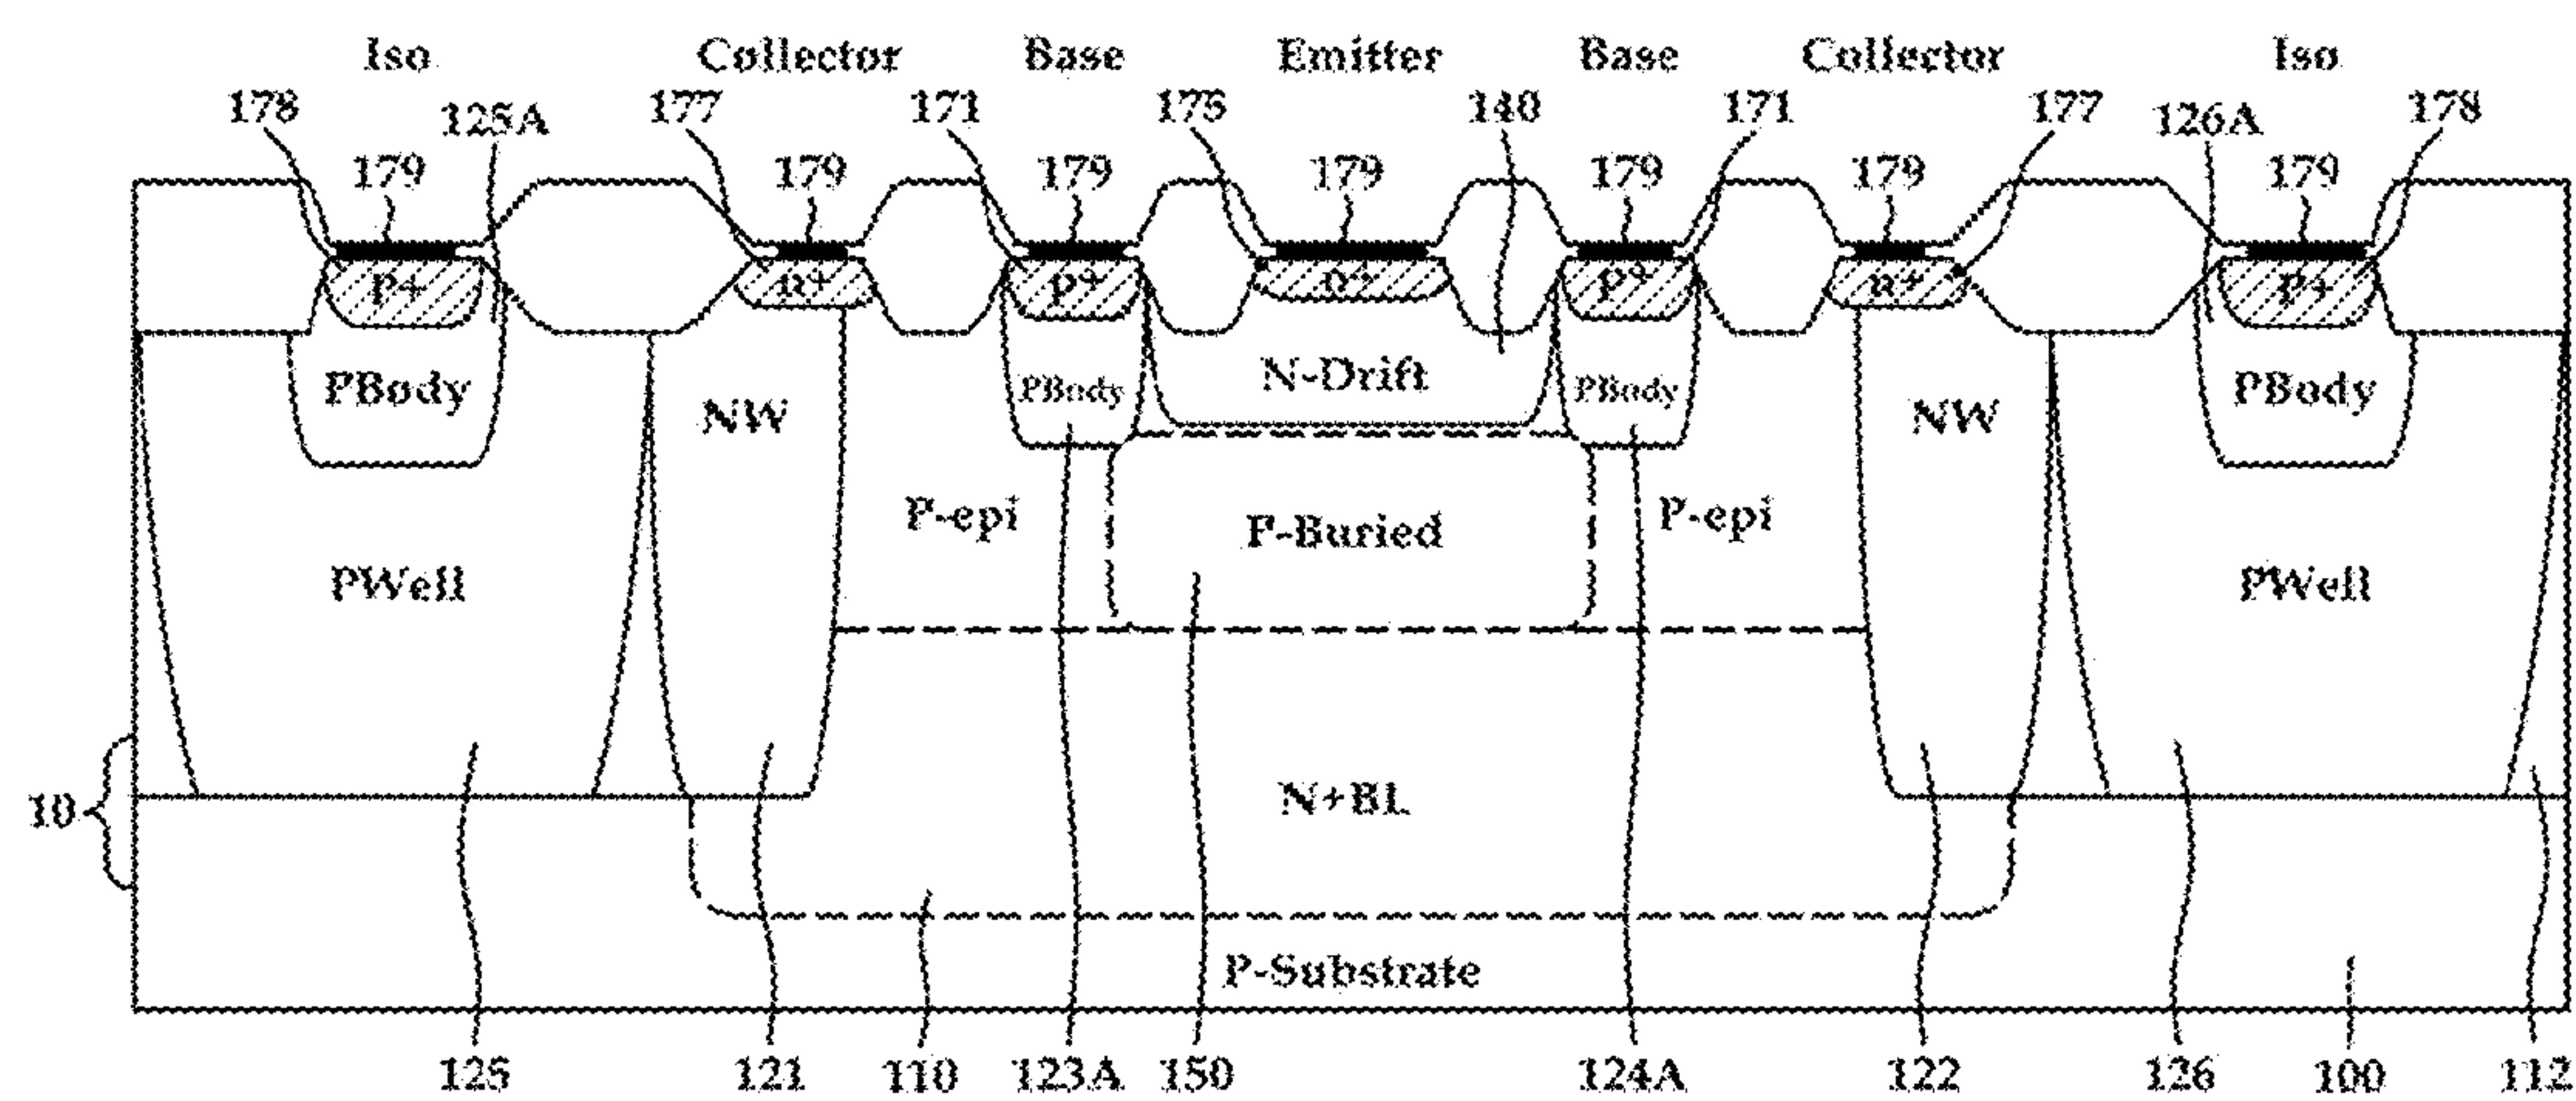 Iso Collector Base Emitter Base Collector Iso
178 125A 177 171 175 140 171 177 126A 178
179 179 179 179 179 179 179
P+ n+ P+ n+ P+ n+ P+
PBody NW PBody N-Drift PBody NW PBody
P-epi P-Buried P-epi
PWell PWell
10 N+BL
P-Substrate
125 121 110 123A 150 124A 122 126 100 112